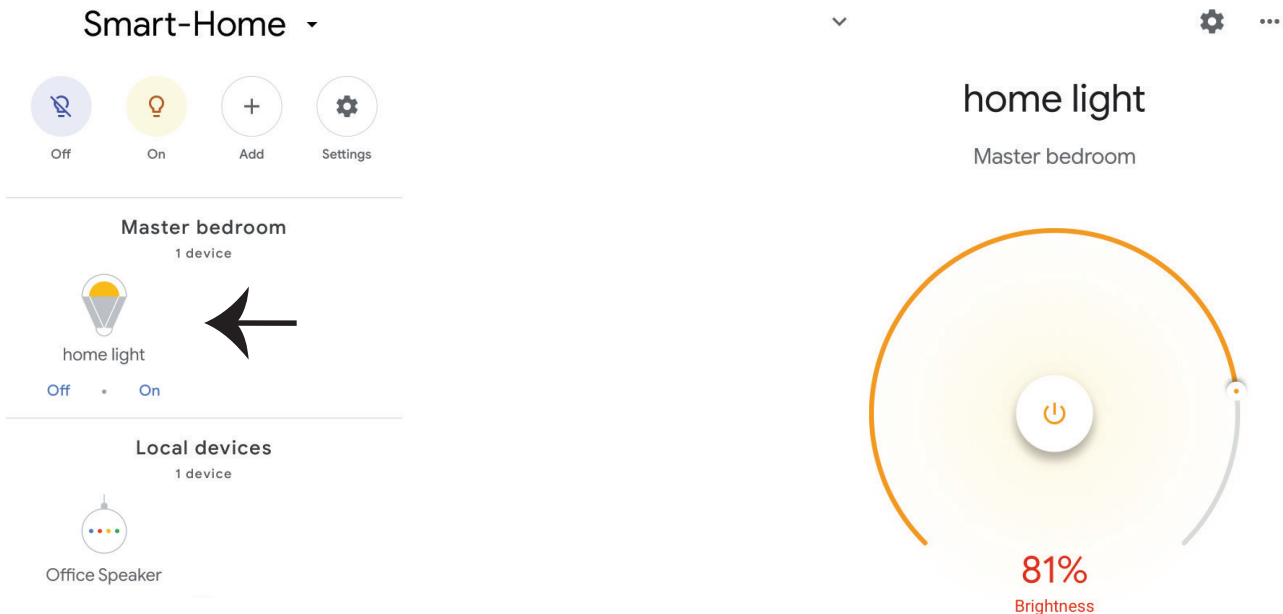 Smart-Home
Off
On
Add
Settings
Master bedroom
1 device
home light
Off • On
Local devices
1 device
Office Speaker
home light
Master bedroom
81%
Brightness